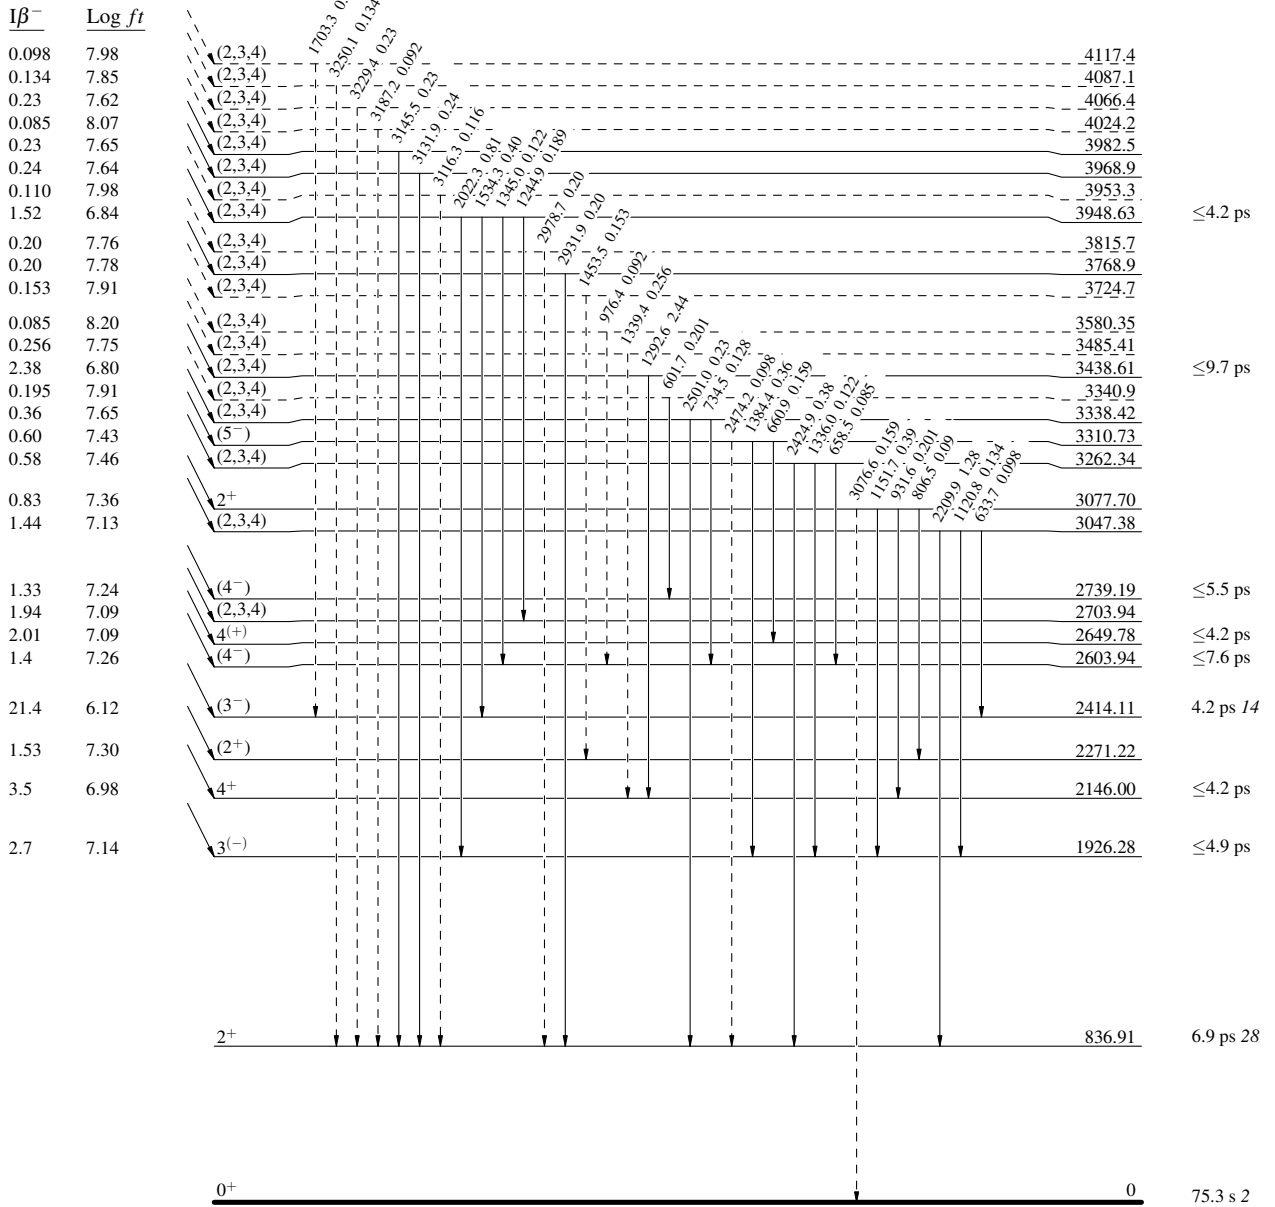 Iβ⁻ Log ft
0.098 7.98 (2,3,4) 4117.4
0.134 7.85 (2,3,4) 4087.1
0.23 7.62 (2,3,4) 4066.4
0.085 8.07 (2,3,4) 4024.2
0.23 7.65 (2,3,4) 3982.5
0.24 7.64 (2,3,4) 3968.9
0.110 7.98 (2,3,4) 3953.3
1.52 6.84 (2,3,4) 3948.63 ≤4.2 ps
0.20 7.76 (2,3,4) 3815.7
0.20 7.78 (2,3,4) 3768.9
0.153 7.91 (2,3,4) 3724.7
0.085 8.20 (2,3,4) 3580.35
0.256 7.75 (2,3,4) 3485.41
2.38 6.80 (2,3,4) 3438.61 ≤9.7 ps
0.195 7.91 (2,3,4) 3340.9
0.36 7.65 (2,3,4) 3338.42
0.60 7.43 (5⁻) 3310.73
0.58 7.46 (2,3,4) 3262.34
0.83 7.36 2⁺ 3077.70
1.44 7.13 (2,3,4) 3047.38
1.33 7.24 (4⁻) 2739.19 ≤5.5 ps
1.94 7.09 (2,3,4) 2703.94
2.01 7.09 4⁽⁺⁾ 2649.78 ≤4.2 ps
1.4 7.26 (4⁻) 2603.94 ≤7.6 ps
21.4 6.12 (3⁻) 2414.11 4.2 ps 14
1.53 7.30 (2⁺) 2271.22
3.5 6.98 4⁺ 2146.00 ≤4.2 ps
2.7 7.14 3⁽⁻⁾ 1926.28 ≤4.9 ps
2⁺ 836.91 6.9 ps 28
0⁺ 0 75.3 s 2
1703.3
3250.1 0.134
3229.4 0.23
3187.2 0.092
3145.5 0.23
3131.9 0.24
3116.3 0.116
2022.3 0.81
1534.3 0.40
1345.0 0.122
1244.9 0.189
2978.7 0.20
2931.9 0.20
1453.5 0.153
976.4 0.092
1339.4 0.256
1292.6 2.44
601.7 0.201
2501.0 0.23
734.5 0.128
2474.2 0.098
1384.4 0.36
660.9 0.159
2424.9 0.38
1336.0 0.122
658.5 0.085
3076.6 0.159
1151.7 0.39
931.6 0.201
806.5 0.09
2209.9 1.28
1120.8 0.134
633.7 0.098